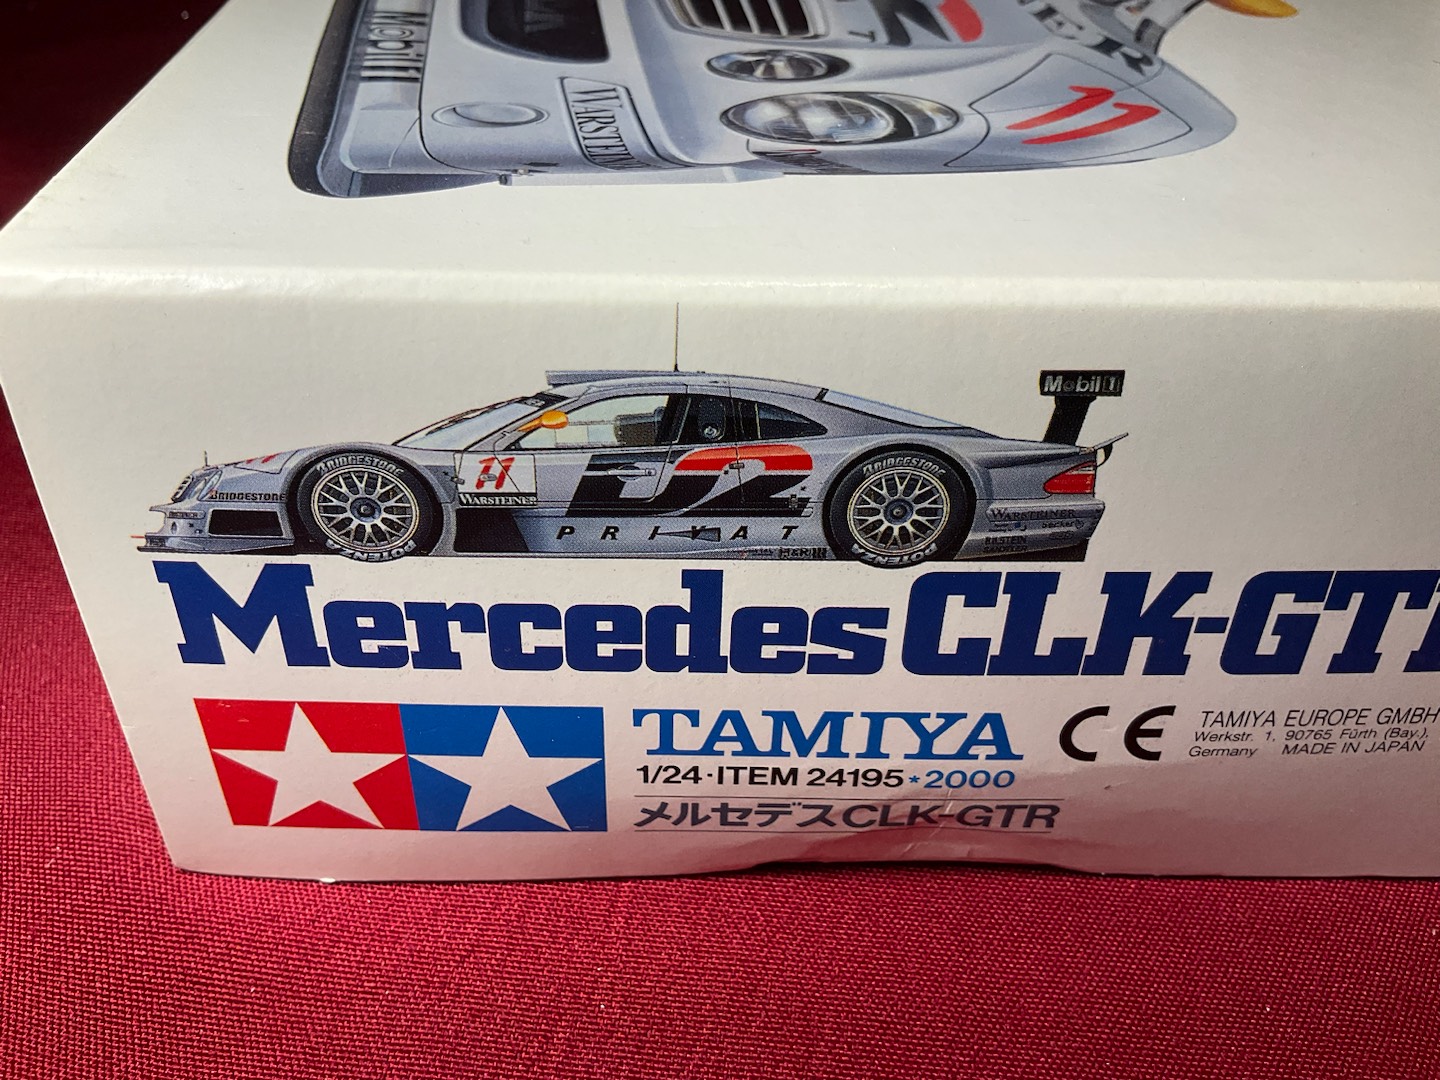 Mobil 1
WARSTEINER
11
Mobil 1
BRIDGESTONE
BRIDGESTONE
BRIDGESTONE
11
WARSTEINER
D2
PRIVAT
WARSTEINER
POTENZA
POTENZA
H&R
BILSTEIN
Mercedes CLK-GT
TAMIYA
1/24·ITEM 24195*2000
メルセデスCLK-GTR
CE
TAMIYA EUROPE GMBH
Werkstr. 1, 90765 Fürth (Bay.),
Germany MADE IN JAPAN